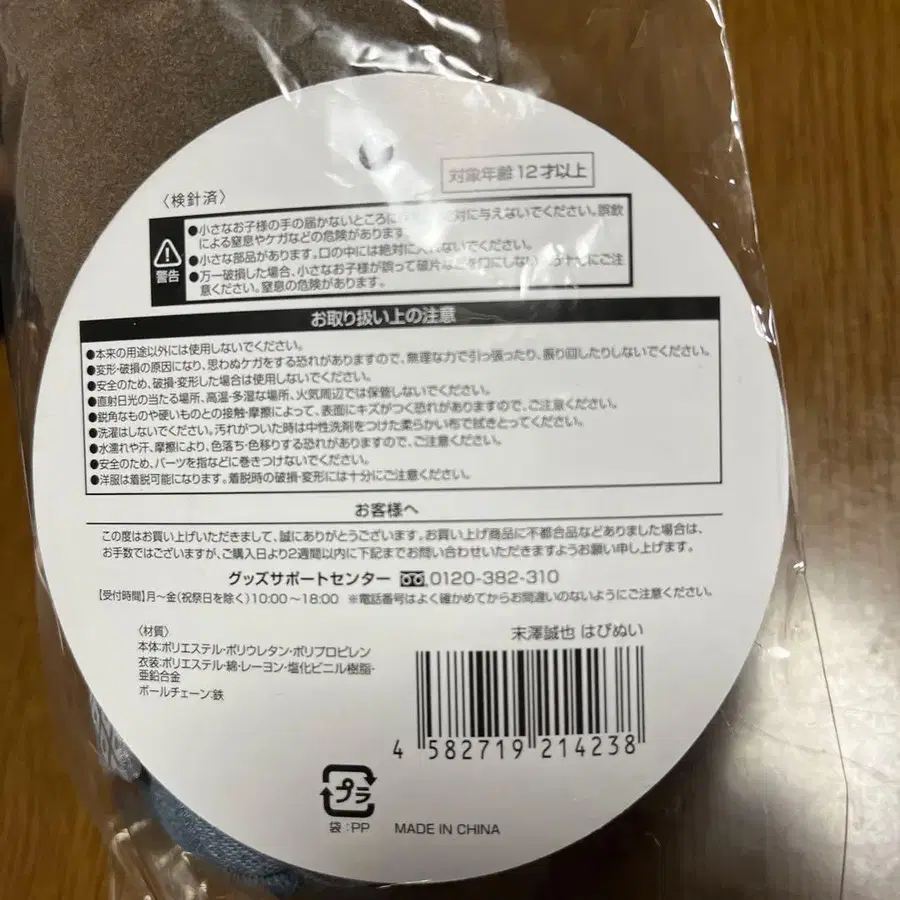 対象年齢12才以上
〈検針済〉
警告
●小さなお子様の手の届かないところに 対に与えないでください。誤飲
による窒息やケガなどの危険があります
●小さな部品があります。口の中には絶対に 入れないでください。
●万一破損した場合、小さなお子様が誤って破片などを口にしない ご注
意ください。窒息の危険があります。
お取り扱い上の注意
●本来の用途以外には使用しないでください。
●変形・破損の原因になり、思わぬケガをする恐れがありますので、無理な力で引っ張ったり、振り回したりしないでください。
●安全のため、破損・変形した場合は使用しないでください。
●直射日光の当たる場所、高温・多湿な場所、火気周辺では保管しないでください。
●鋭角なものや硬いものとの接触・摩擦によって、表面にキズがつく恐れがありますので、ご注意ください。
●洗濯はしないでください。汚れがついた時は中性洗剤をつけた柔らかい布で拭きとってください。
●水濡れや汗、摩擦により、色落ち・色移りする恐れがありますので、ご注意ください。
●安全のため、パーツを指などに巻きつけないでください。
●洋服は着脱可能になります。着脱時の破損・変形には十分にご注意ください。
お客様へ
この度はお買い上げいただきまして、誠にありがとうございます。お買い上げ商品に不都合品などありました場合は、
お手数ではございますが、ご購入日より2週間以内に下記までお問い合わせいただきますようお願い申し上げます。
グッズサポートセンター 0120-382-310
【受付時間】月〜金(祝祭日を除く)10:00〜18:00 ※電話番号はよく確かめてからお間違いのないようにご注意ください。
〈材質〉
本体:ポリエステル・ポリウレタン・ポリプロピレン
衣装:ポリエステル・綿・レーヨン・塩化ビニル樹脂・
亜鉛合金
ボールチェーン:鉄
末澤誠也 はぴぬい
4 582719 214238
プラ
袋:PP
MADE IN CHINA